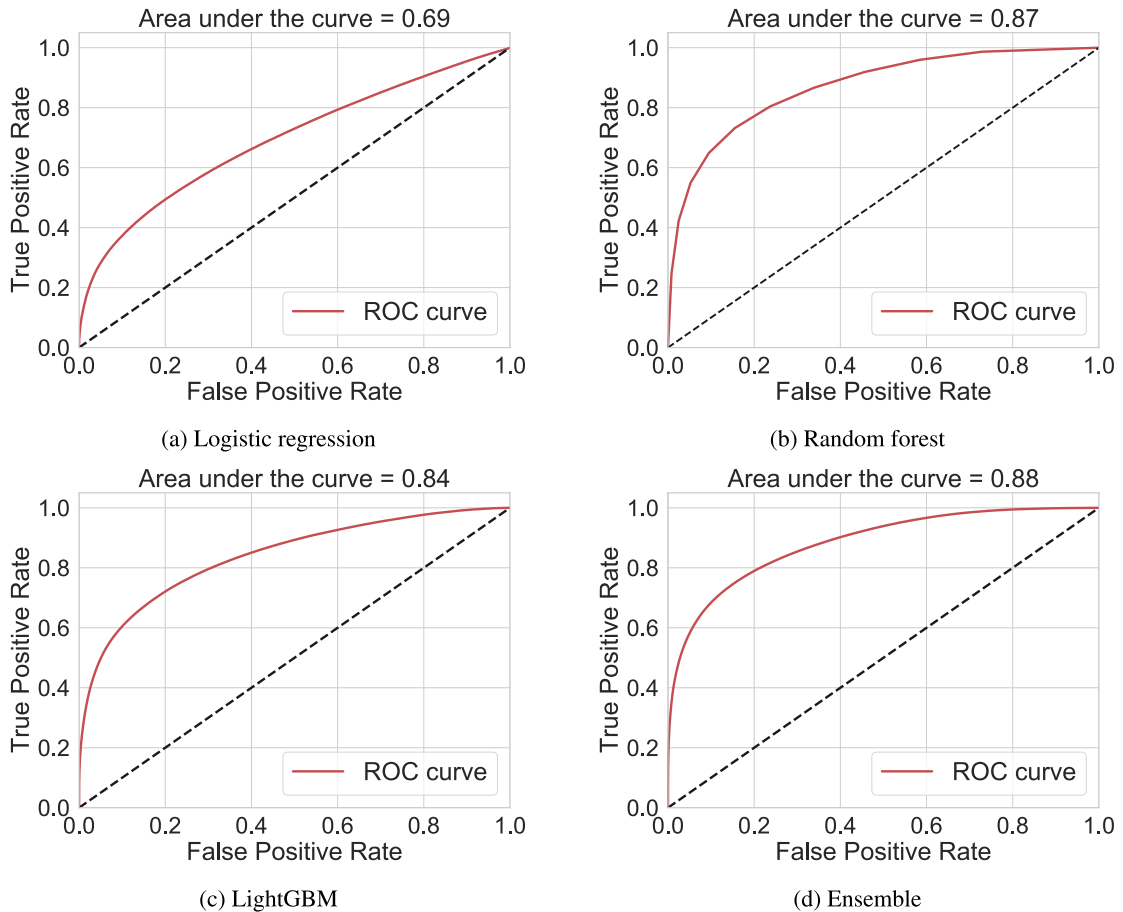 Area under the curve = 0.69
1.0
0.8
0.6
0.4
0.2
0.0
True Positive Rate
ROC curve
0.0 0.2 0.4 0.6 0.8 1.0
False Positive Rate
(a) Logistic regression
Area under the curve = 0.87
1.0
0.8
0.6
0.4
0.2
0.0
True Positive Rate
ROC curve
0.0 0.2 0.4 0.6 0.8 1.0
False Positive Rate
(b) Random forest
Area under the curve = 0.84
1.0
0.8
0.6
0.4
0.2
0.0
True Positive Rate
ROC curve
0.0 0.2 0.4 0.6 0.8 1.0
False Positive Rate
(c) LightGBM
Area under the curve = 0.88
1.0
0.8
0.6
0.4
0.2
0.0
True Positive Rate
ROC curve
0.0 0.2 0.4 0.6 0.8 1.0
False Positive Rate
(d) Ensemble